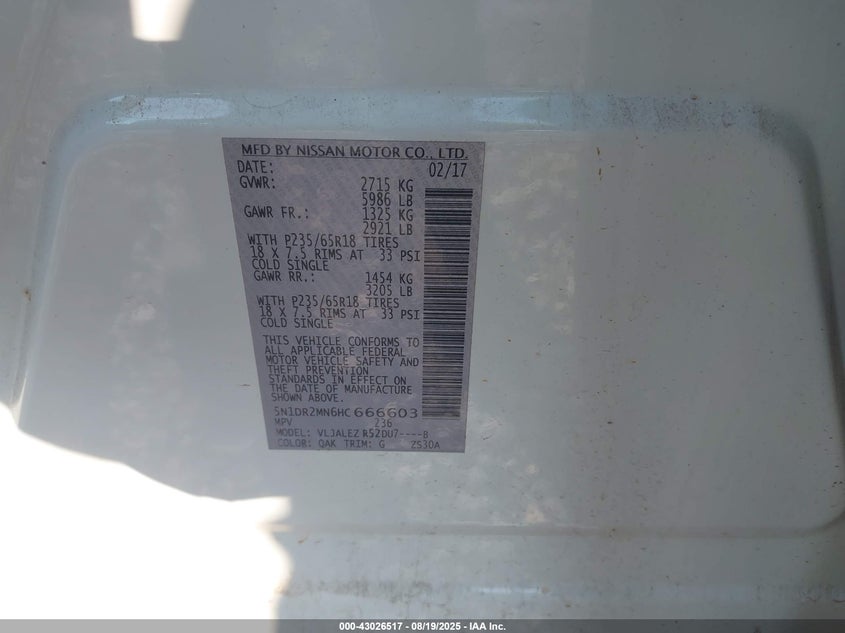 MFD BY NISSAN MOTOR CO., LTD.
DATE: 02/17
GVWR: 2715 KG
5986 LB
GAWR FR.: 1325 KG
2921 LB
WITH P235/65R18 TIRES
18 X 7.5 RIMS AT 33 PSI
COLD SINGLE
GAWR RR.: 1454 KG
3205 LB
WITH P235/65R18 TIRES
18 X 7.5 RIMS AT 33 PSI
COLD SINGLE
THIS VEHICLE CONFORMS TO
ALL APPLICABLE FEDERAL
MOTOR VEHICLE SAFETY AND
THEFT PREVENTION
STANDARDS IN EFFECT ON
THE DATE OF MANUFACTURE
SHOWN ABOVE.
5N1DR2MN6HC666603
MPV 236
MODEL: VLJALEZ R52DU7----B
COLOR: QAK TRIM: G ZS30A
000-43026517 - 08/19/2025 - IAA Inc.